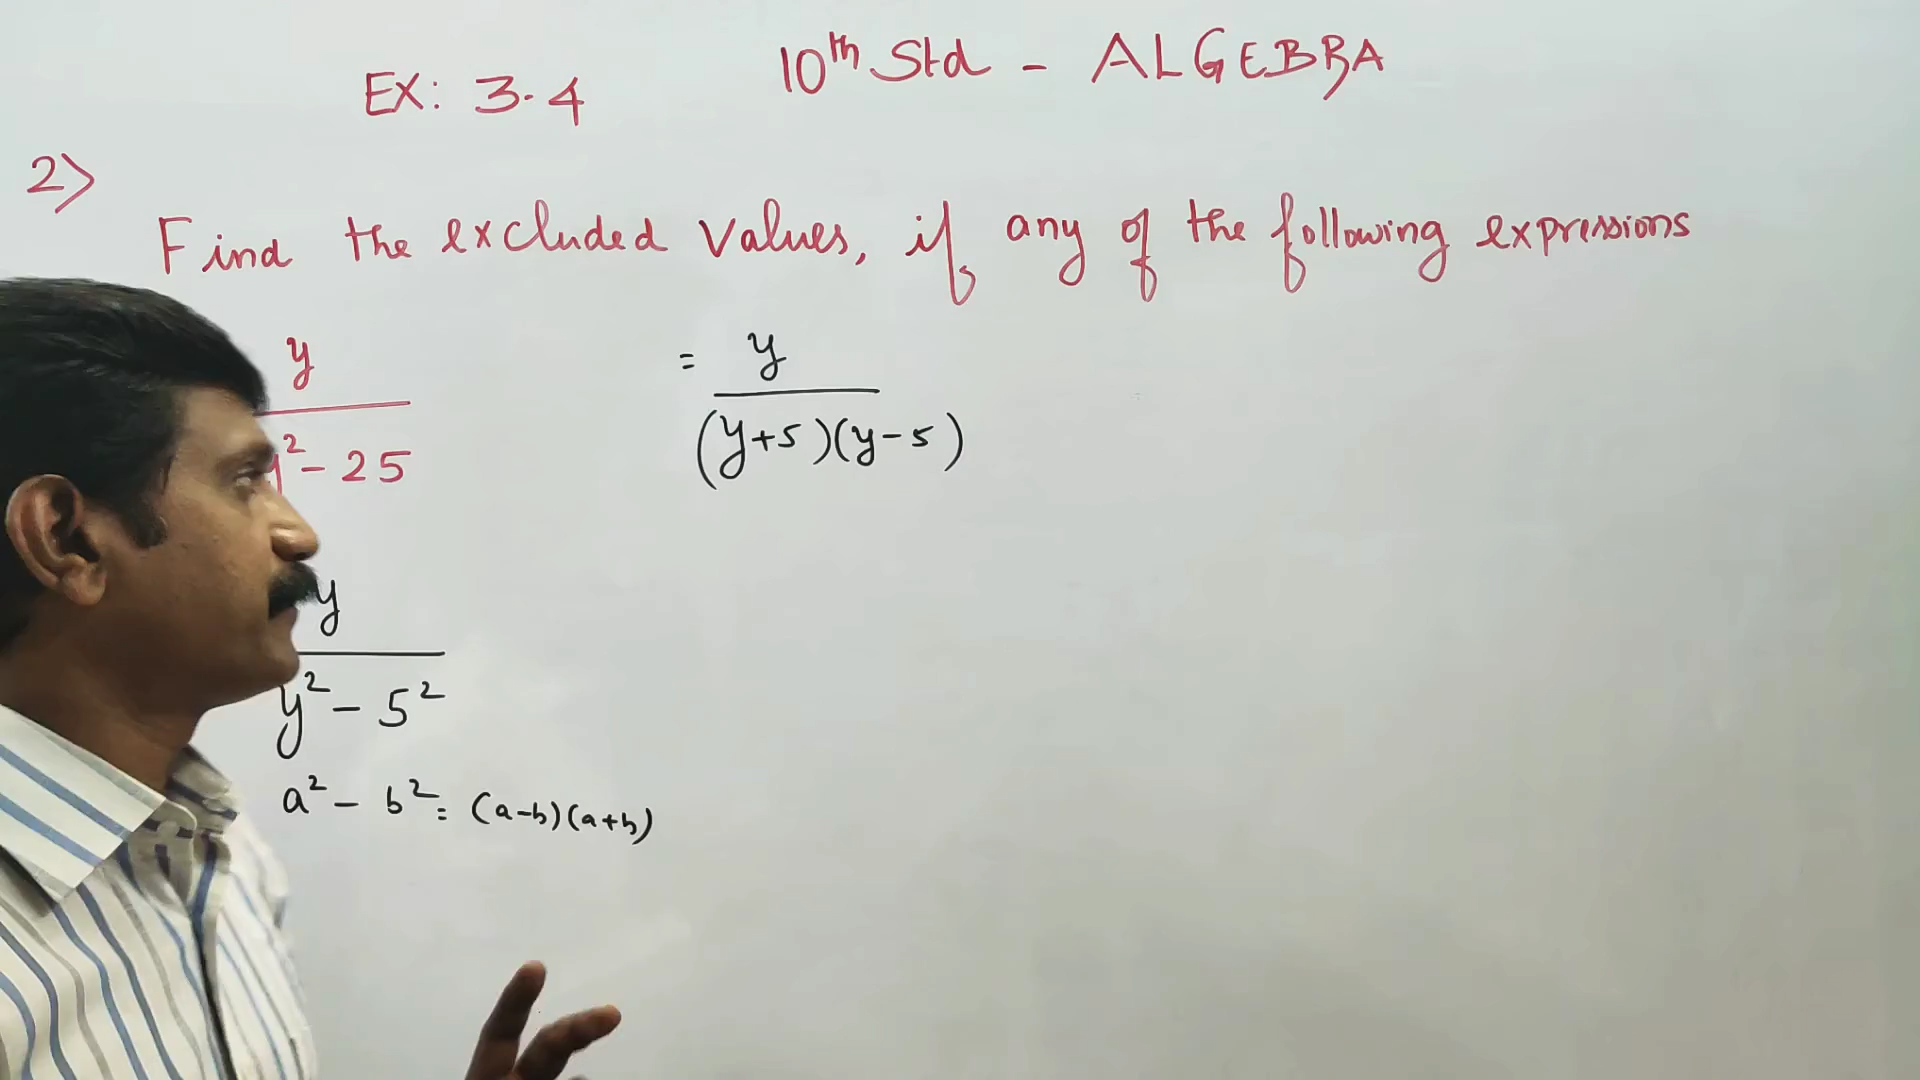 10th Std - ALGEBRA
EX: 3.4
2>
Find the excluded values, if any of the following expressions
y
y² - 25
= y
(y+5)(y-5)
y
y² - 5²
a² - b² = (a-b)(a+b)